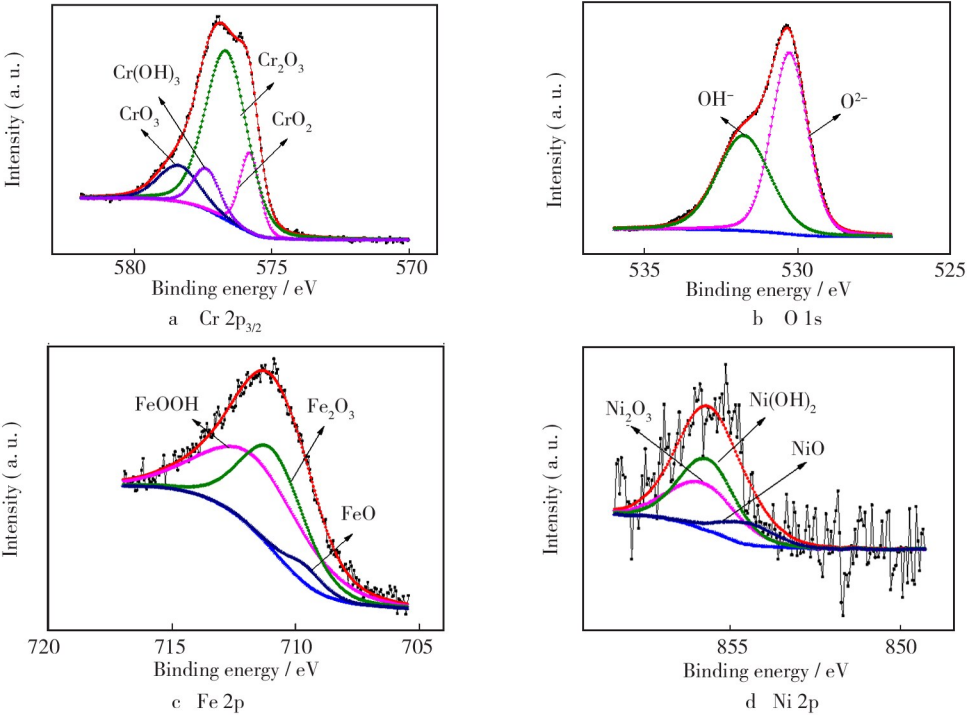 Intensity ( a. u. )
Cr(OH)₃
Cr₂O₃
CrO₃
CrO₂
580
575
570
Binding energy / eV
a Cr 2p₃/₂
Intensity ( a. u. )
OH⁻
O²⁻
535
530
525
Binding energy / eV
b O 1s
Intensity ( a. u. )
FeOOH
Fe₂O₃
FeO
720
715
710
705
Binding energy / eV
c Fe 2p
Intensity ( a. u. )
Ni₂O₃
Ni(OH)₂
NiO
855
850
Binding energy / eV
d Ni 2p